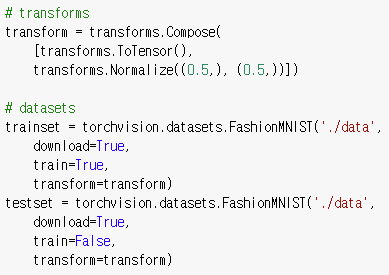 # transforms
transform = transforms.Compose(
    [transforms.ToTensor(),
    transforms.Normalize((0.5,), (0.5,))])

# datasets
trainset = torchvision.datasets.FashionMNIST('./data',
    download=True,
    train=True,
    transform=transform)
testset = torchvision.datasets.FashionMNIST('./data',
    download=True,
    train=False,
    transform=transform)